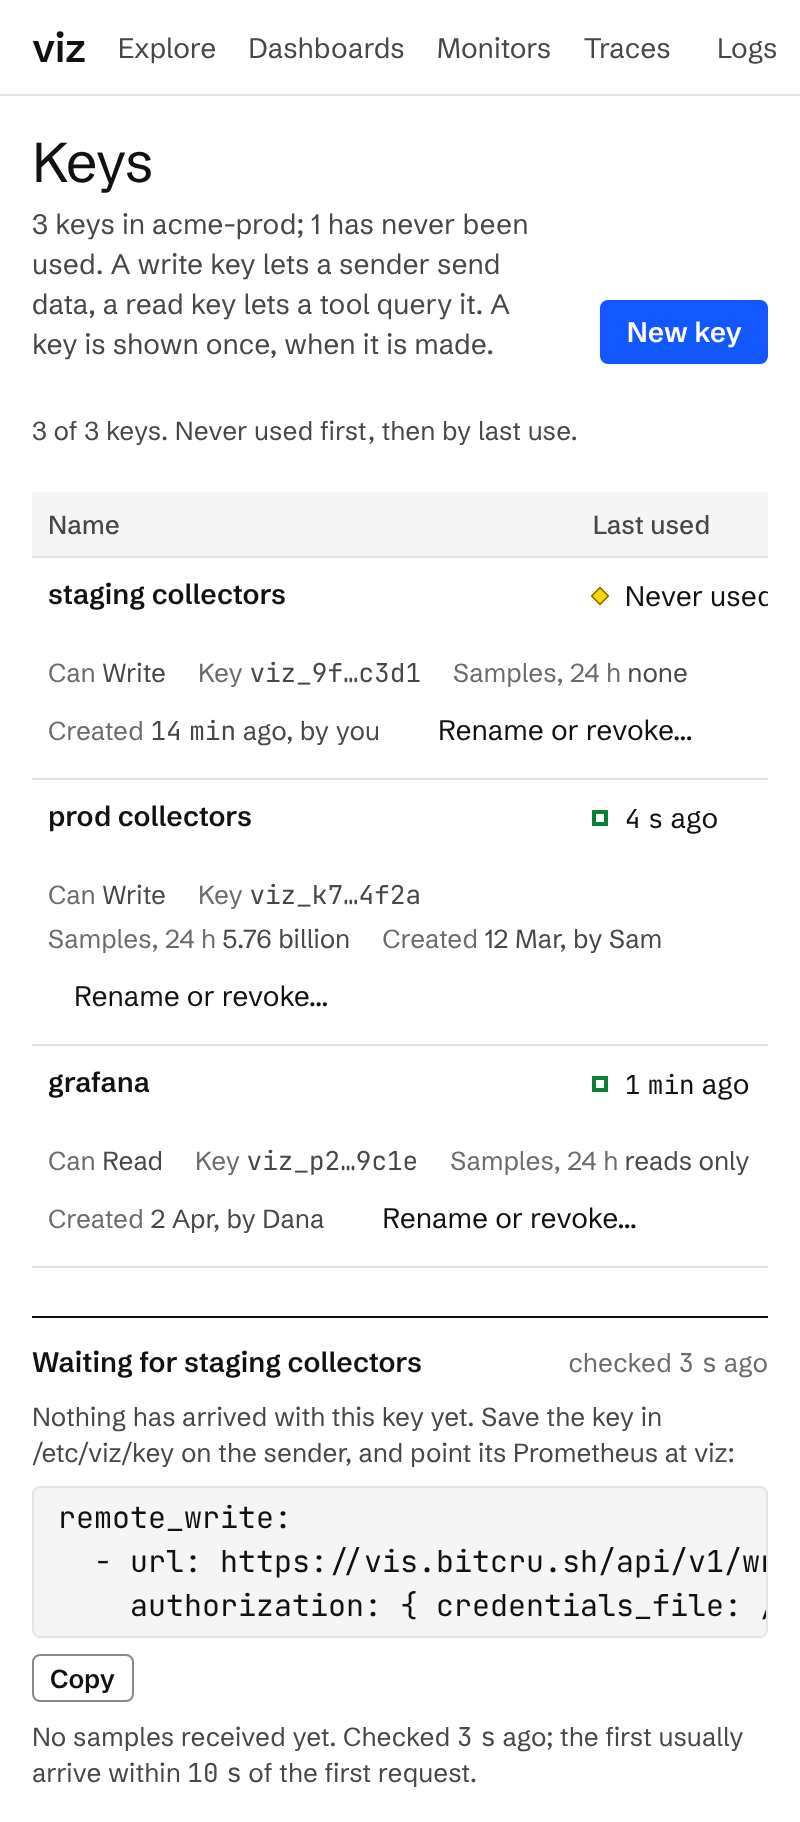 viz Explore Dashboards Monitors Traces Logs
Keys
3 keys in acme-prod; 1 has never been
used. A write key lets a sender send
data, a read key lets a tool query it. A
key is shown once, when it is made.
New key
3 of 3 keys. Never used first, then by last use.
Name Last used
staging collectors Never used
Can Write Key viz_9f…c3d1 Samples, 24 h none
Created 14 min ago, by you Rename or revoke…
prod collectors 4 s ago
Can Write Key viz_k7…4f2a
Samples, 24 h 5.76 billion Created 12 Mar, by Sam
Rename or revoke…
grafana 1 min ago
Can Read Key viz_p2…9c1e Samples, 24 h reads only
Created 2 Apr, by Dana Rename or revoke…
Waiting for staging collectors checked 3 s ago
Nothing has arrived with this key yet. Save the key in
/etc/viz/key on the sender, and point its Prometheus at viz:
remote_write:
- url: https://vis.bitcru.sh/api/v1/w
authorization: { credentials_file: /
Copy
No samples received yet. Checked 3 s ago; the first usually
arrive within 10 s of the first request.